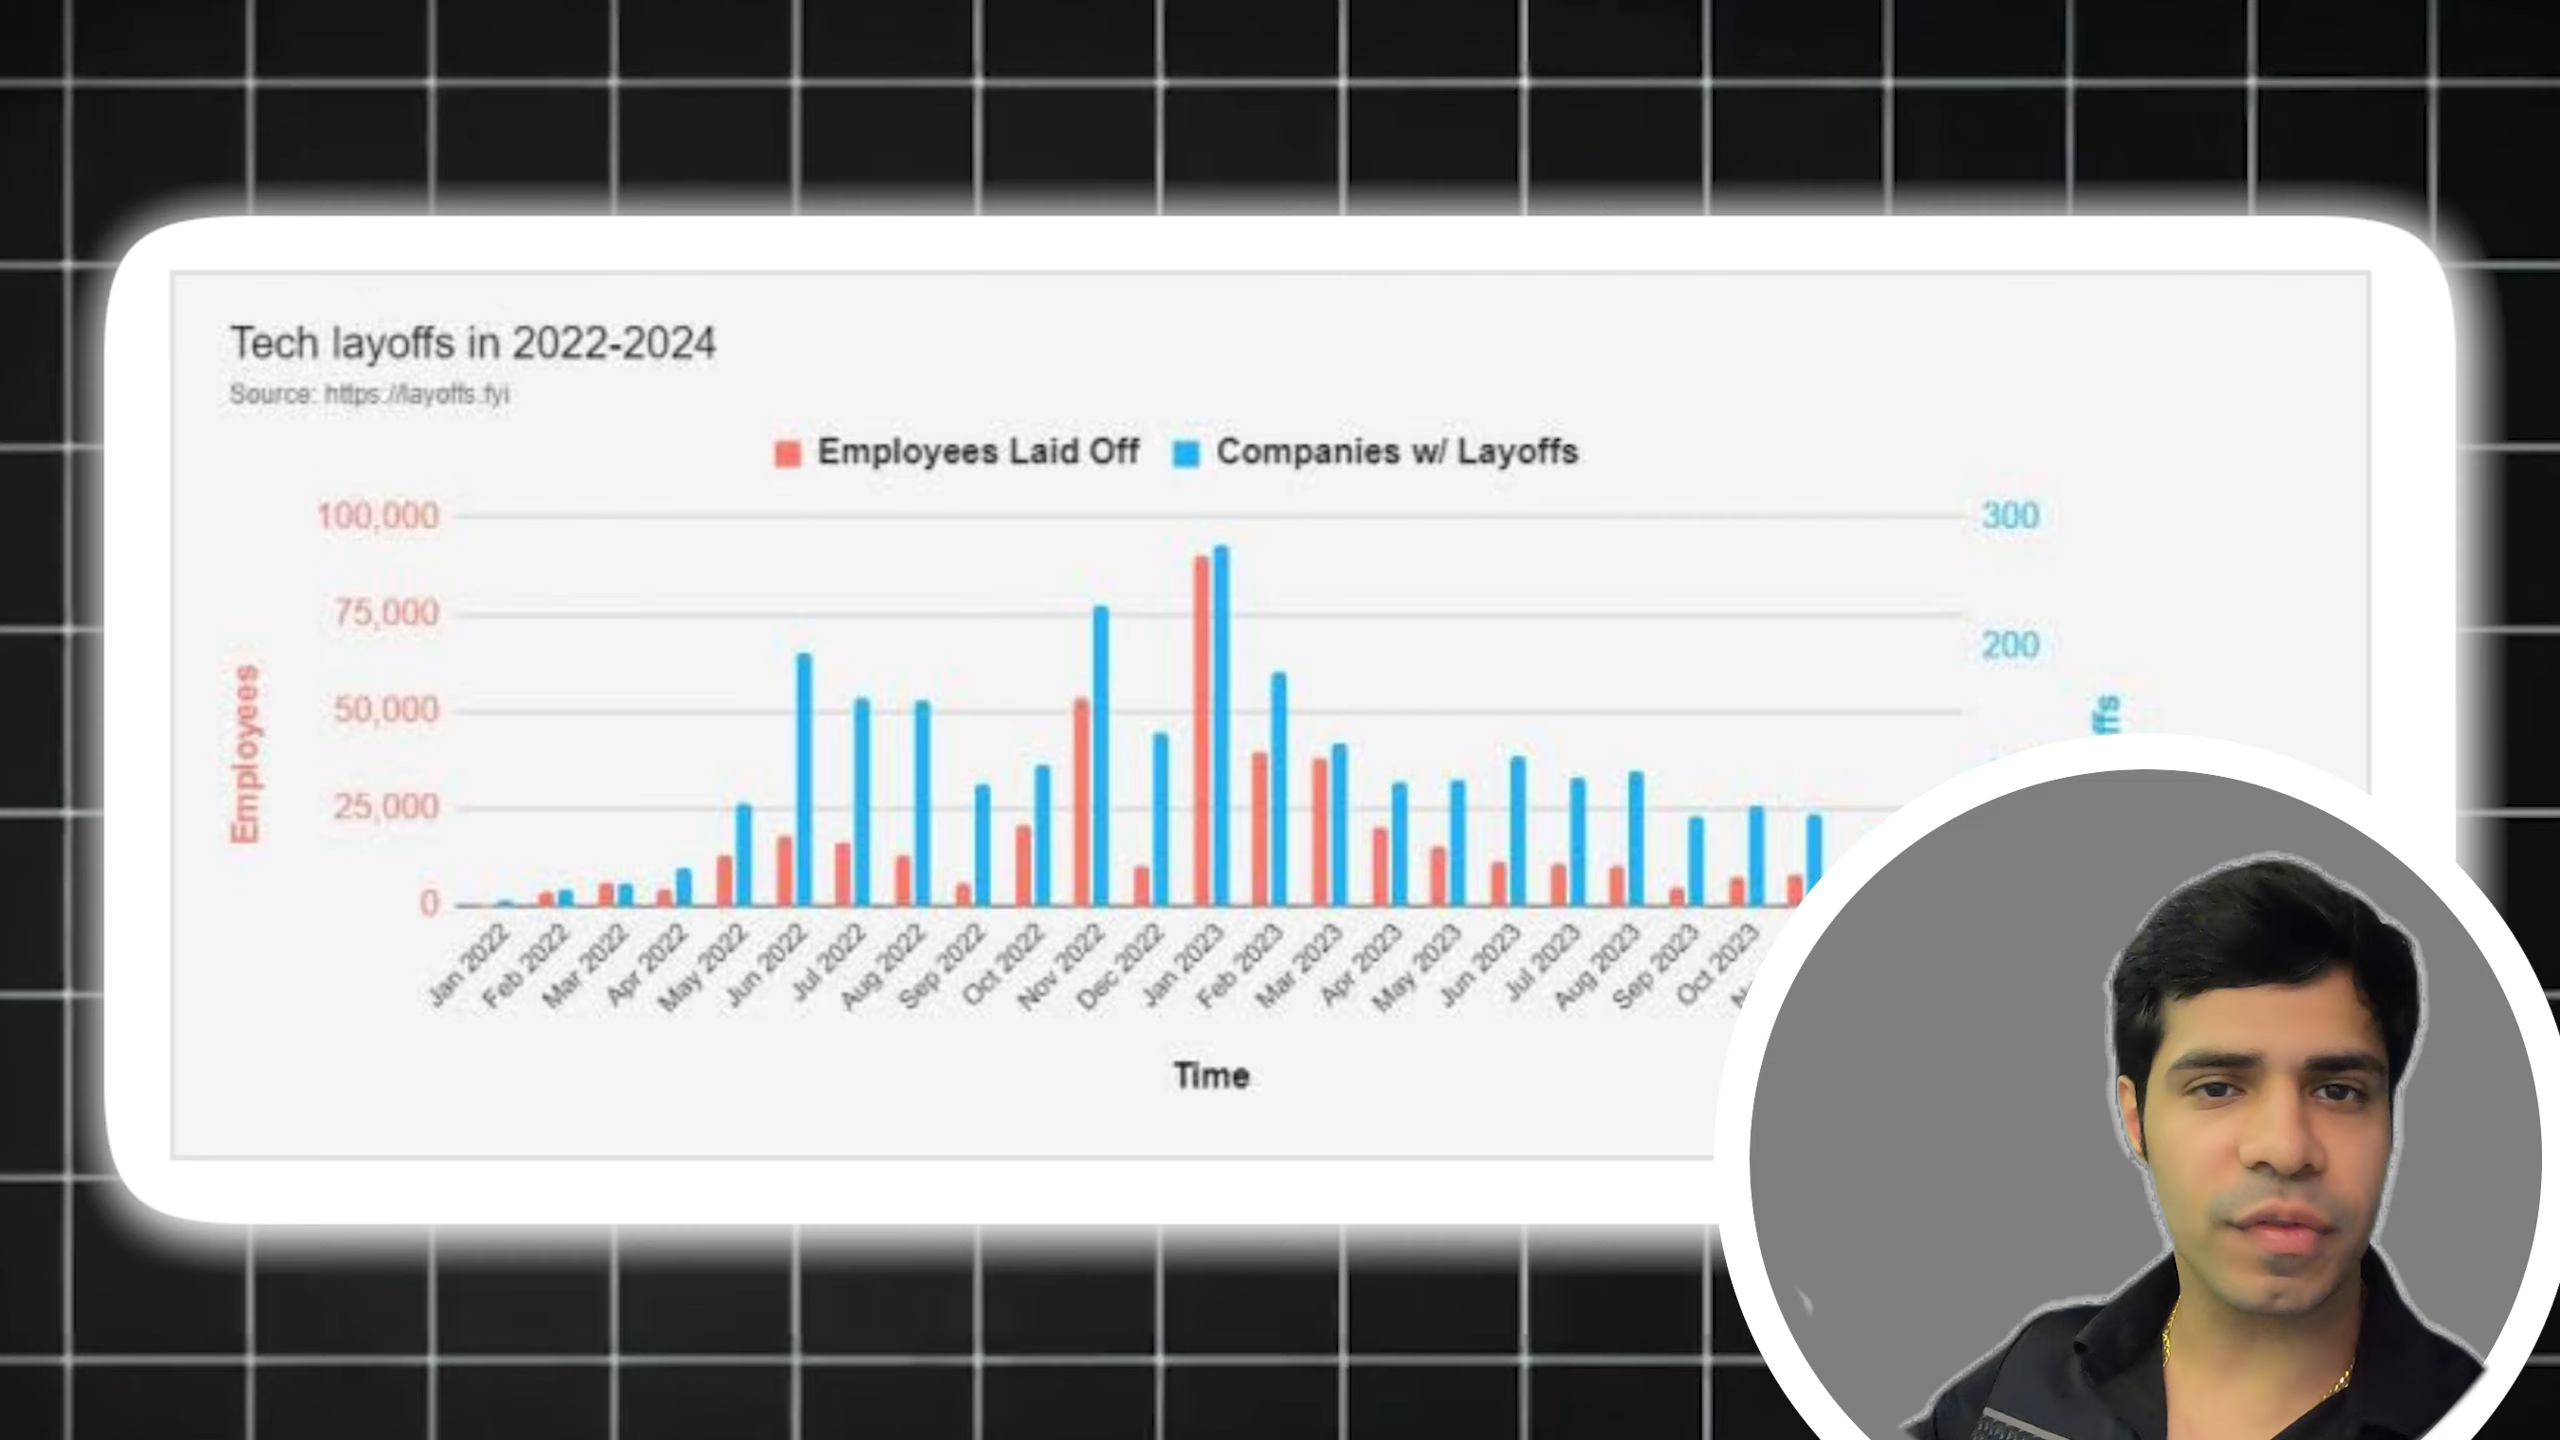 Tech layoffs in 2022-2024
Source: https://layoffs.fyi
Employees Laid Off Companies w/ Layoffs
100,000
75,000
50,000
25,000
0
Employees
300
200
ffs
Jan 2022
Feb 2022
Mar 2022
Apr 2022
May 2022
Jun 2022
Jul 2022
Aug 2022
Sep 2022
Oct 2022
Nov 2022
Dec 2022
Jan 2023
Feb 2023
Mar 2023
Apr 2023
May 2023
Jun 2023
Jul 2023
Aug 2023
Sep 2023
Oct 2023
Time